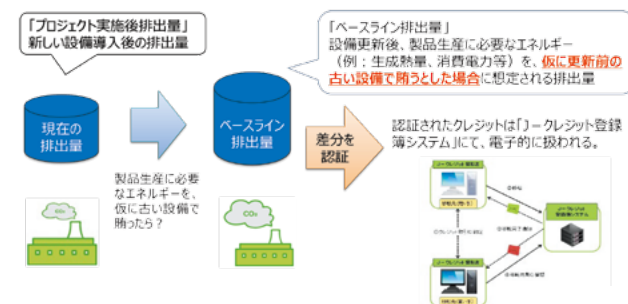 「プロジェクト実施後排出量」
新しい設備導入後の排出量
「ベースライン排出量」
設備更新後、製品生産に必要なエネルギー
（例；生成熱量、消費電力等）を、仮に更新前の
古い設備で賄うとした場合に想定される排出量
現在の
排出量
ベースライン
排出量
差分を
認証
製品生産に必要
なエネルギーを、
仮に古い設備で
賄ったら？
認証されたクレジットは「J－クレジット登録
簿システム」にて、電子的に扱われる。
CO₂